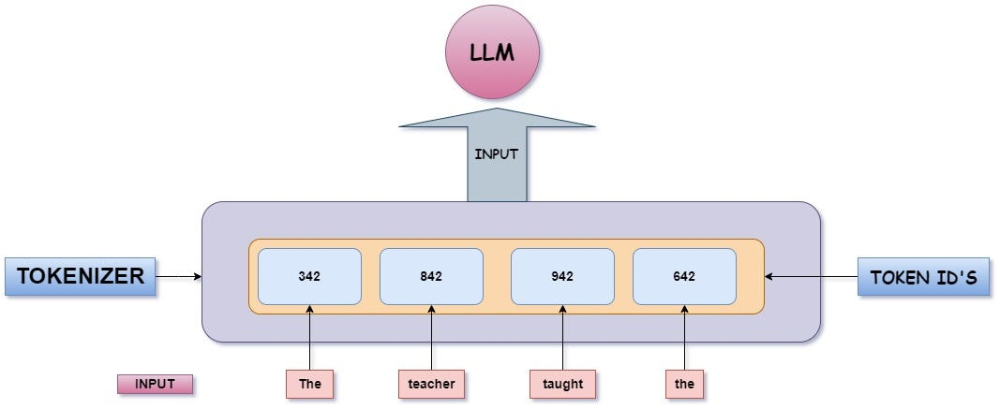 LLM
INPUT
TOKENIZER
342 842 942 642
TOKEN ID'S
INPUT
The teacher taught the